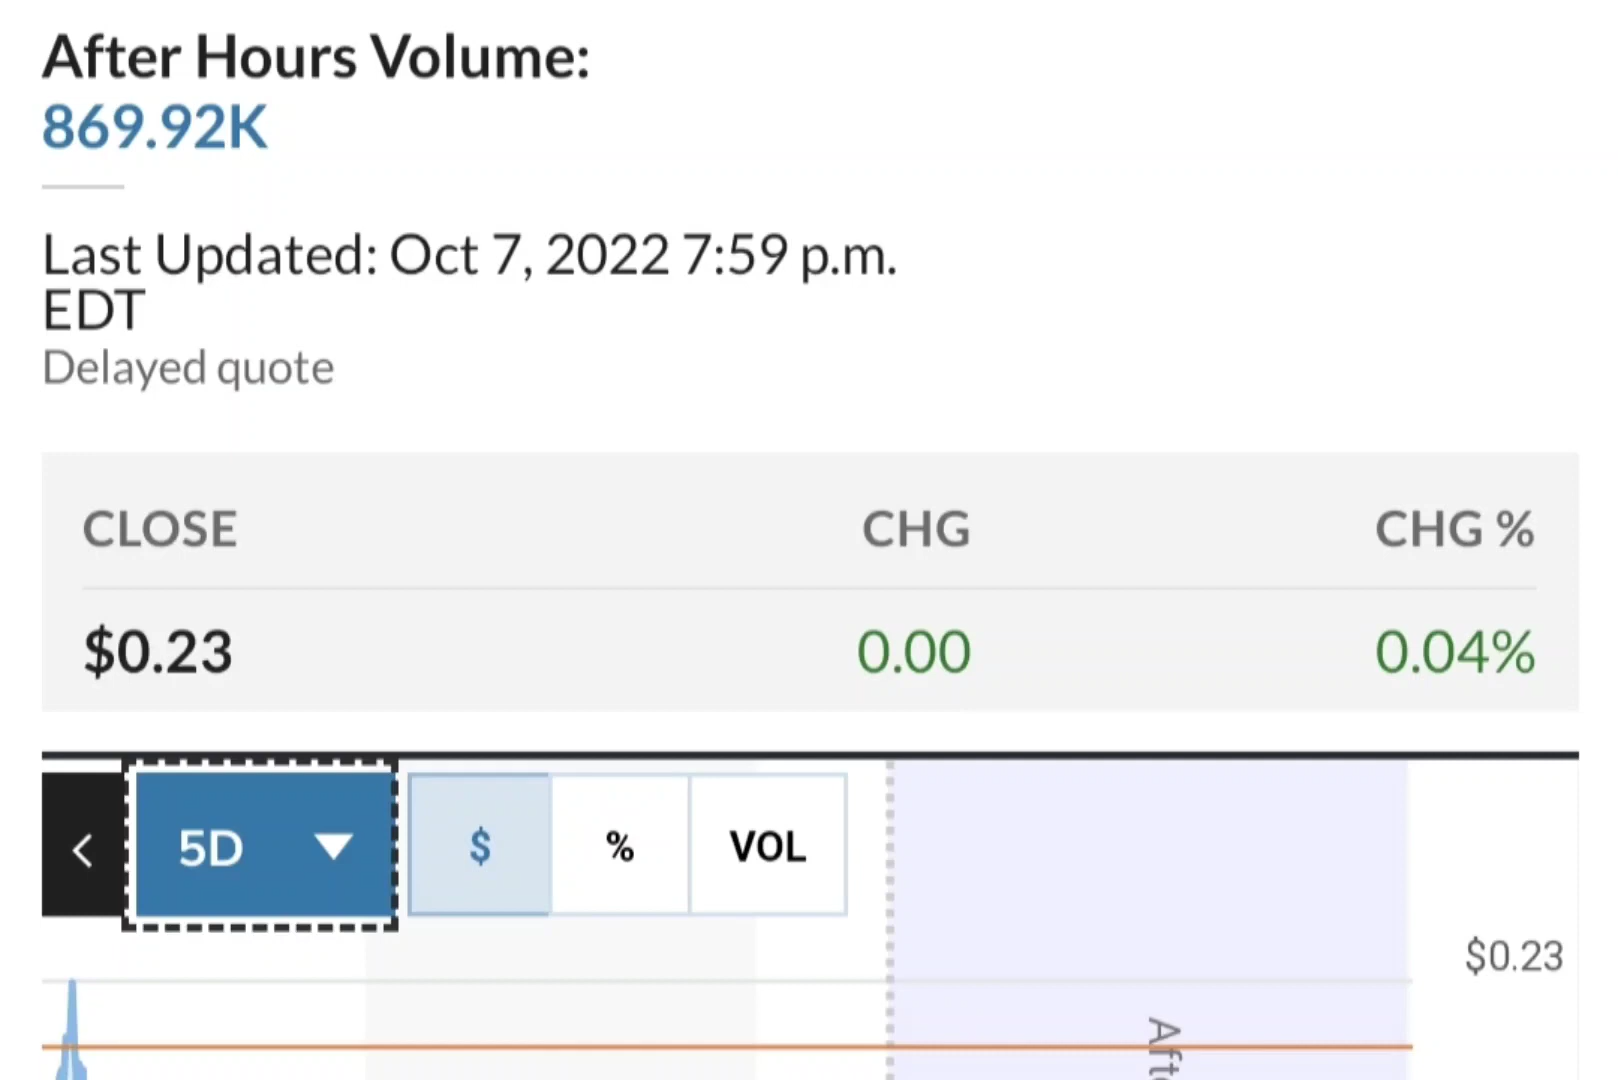 After Hours Volume:
869.92K
Last Updated: Oct 7, 2022 7:59 p.m.
EDT
Delayed quote
CLOSE CHG CHG %
$0.23 0.00 0.04%
5D $ % VOL
$0.23